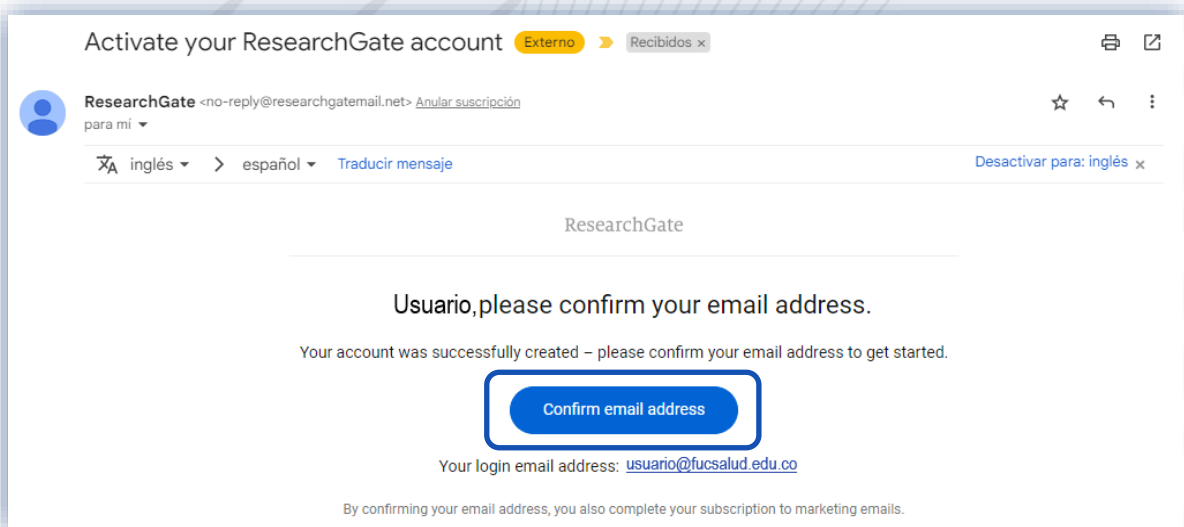 Activate your ResearchGate account Externo Recibidos x
ResearchGate <no-reply@researchgatemail.net> Anular suscripción
para mí
inglés > español Traducir mensaje Desactivar para: inglés x
ResearchGate
Usuario,please confirm your email address.
Your account was successfully created – please confirm your email address to get started.
Confirm email address
Your login email address: usuario@fucsalud.edu.co
By confirming your email address, you also complete your subscription to marketing emails.